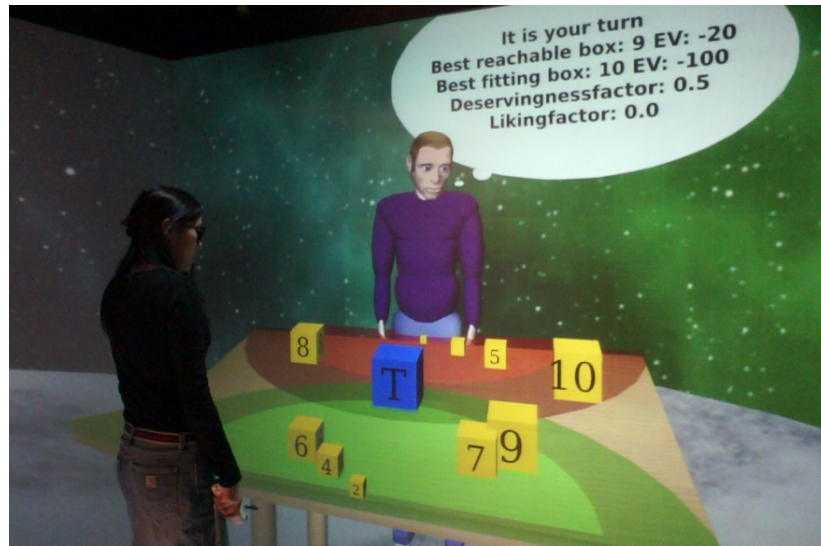 It is your turn
Best reachable box: 9 EV: -20
Best fitting box: 10 EV: -100
Deservingnessfactor: 0.5
Likingfactor: 0.0
8
5
10
T
6
4
2
7
9